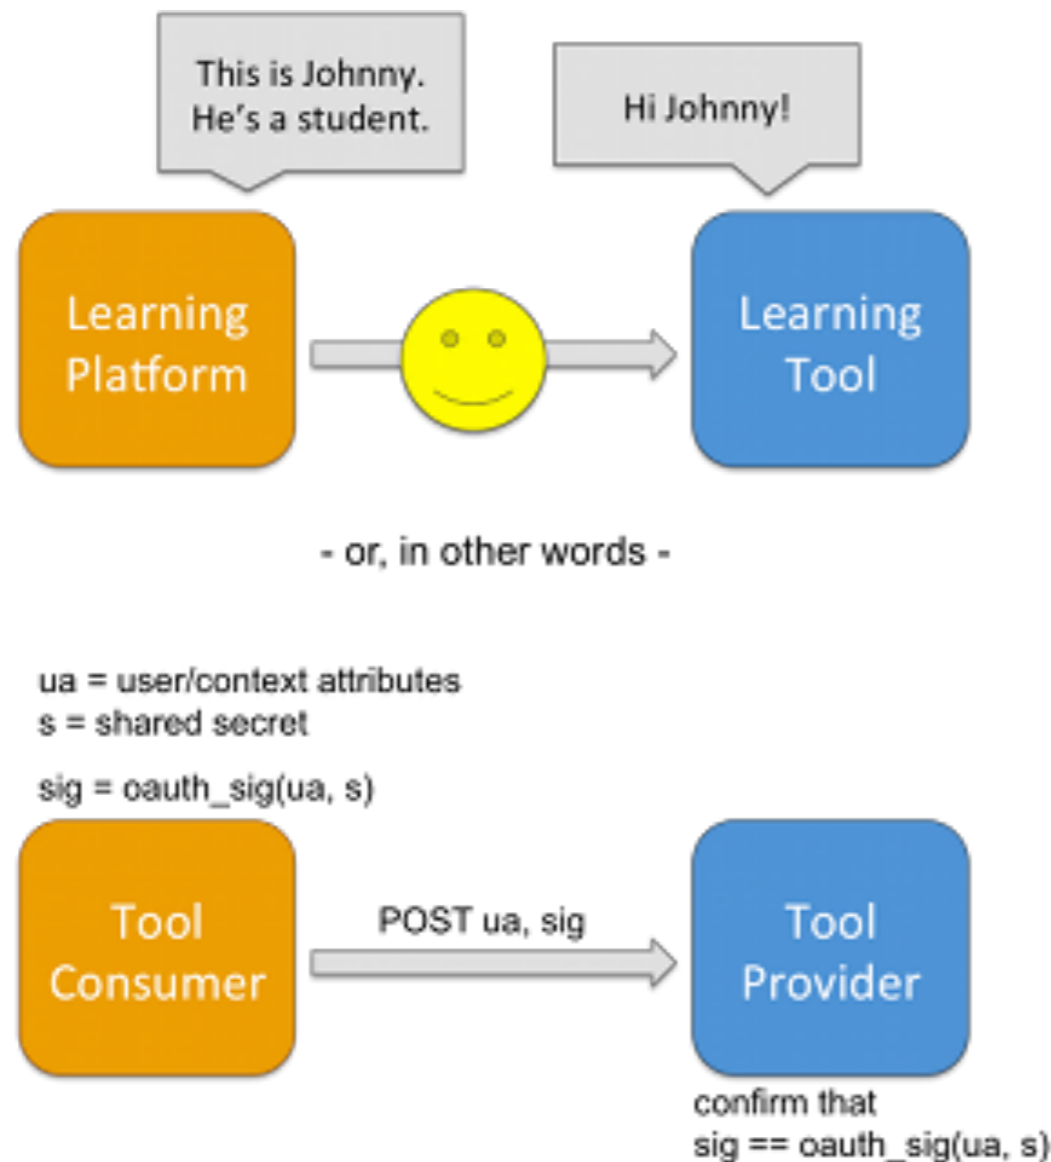 This is Johnny.
He's a student.
Hi Johnny!
Learning
Platform
Learning
Tool
- or, in other words -
ua = user/context attributes
s = shared secret
sig = oauth_sig(ua, s)
Tool
Consumer
POST ua, sig
Tool
Provider
confirm that
sig == oauth_sig(ua, s)